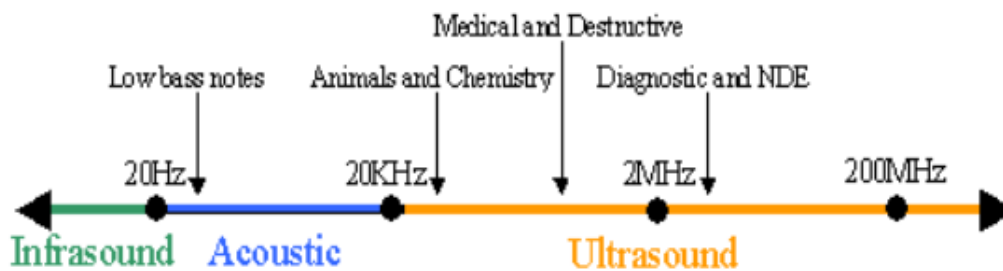 Medical and Destructive
Low bass notes
Animals and Chemistry
Diagnostic and NDE
20Hz
20KHz
2MHz
200MHz
Infrasound
Acoustic
Ultrasound